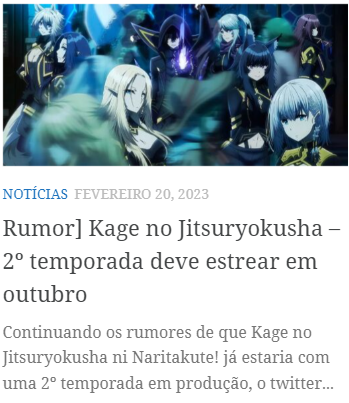 NOTÍCIAS FEVEREIRO 20, 2023
Rumor] Kage no Jitsuryokusha –
2º temporada deve estrear em
outubro
Continuando os rumores de que Kage no
Jitsuryokusha ni Naritakute! já estaria com
uma 2º temporada em produção, o twitter...